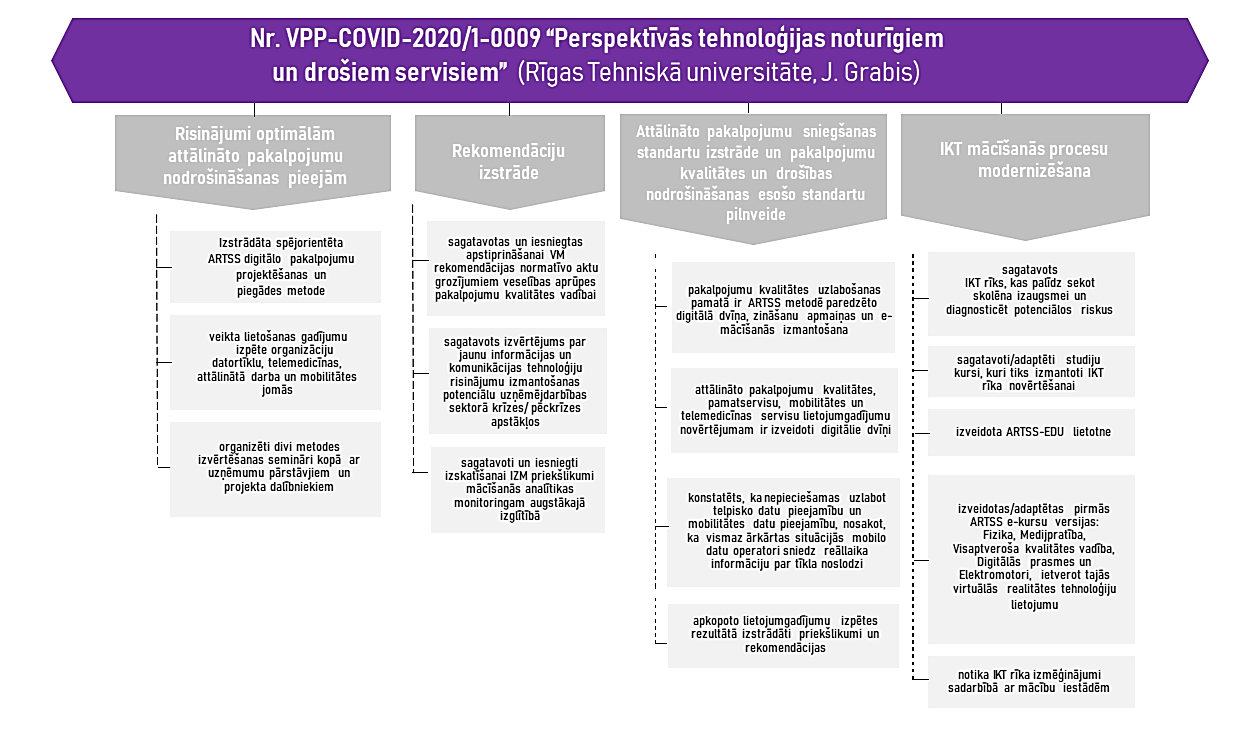 Nr. VPP-COVID-2020/1-0009 “Perspektīvās tehnoloģijas noturīgiem
un drošiem servisiem” (Rīgas Tehniskā universitāte, J. Grabis)
Risinājumi optimālām
attālināto pakalpojumu
nodrošināšanas pieejām
Izstrādāta spējorientēta
ARTSS digitālo pakalpojumu
projektēšanas un
piegādes metode
veikta lietošanas gadījumu
izpēte organizāciju
datortīklu, telemedicīnas,
attālinātā darba un mobilitātes
jomās
organizēti divi metodes
izvērtēšanas semināri kopā ar
uzņēmumu pārstāvjiem un
projekta dalībniekiem
Rekomendāciju
izstrāde
sagatavotas un iesniegtas
apstiprināšanai VM
rekomendācijas normatīvo aktu
grozījumiem veselības aprūpes
pakalpojumu kvalitātes vadībai
sagatavots izvērtējums par
jaunu informācijas un
komunikācijas tehnoloģiju
risinājumu izmantošanas
potenciālu uzņēmējdarbības
sektorā krīzes/ pēckrīzes
apstākļos
sagatavoti un iesniegti
izskatīšanai IZM priekšlikumi
mācīšanās analītikas
monitoringam augstākajā
izglītībā
Attālināto pakalpojumu sniegšanas
standartu izstrāde un pakalpojumu
kvalitātes un drošības
nodrošināšanas esošo standartu
pilnveide
pakalpojumu kvalitātes uzlabošanas
pamatā ir ARTSS metodē paredzēto
digitālā dvīņa, zināšanu apmaiņas un e-
mācīšanās izmantošana
attālināto pakalpojumu kvalitātes,
pamatservisu, mobilitātes un
telemedicīnas servisu lietojumgadījumu
novērtējumam ir izveidoti digitālie dvīņi
konstatēts, ka nepieciešamas uzlabot
telpisko datu pieejamību un
mobilitātes datu pieejamību, nosakot,
ka vismaz ārkārtas situācijās mobilo
datu operatori sniedz reāllaika
informāciju par tīkla noslodzi
apkopoto lietojumgadījumu izpētes
rezultātā izstrādāti priekšlikumi un
rekomendācijas
IKT mācīšanās procesu
modernizēšana
sagatavots
IKT rīks, kas palīdz sekot
skolēna izaugsmei un
diagnosticēt potenciālos riskus
sagatavoti/adaptēti studiju
kursi, kuri tiks izmantoti IKT
rīka novērtēšanai
izveidota ARTSS-EDU lietotne
izveidotas/adaptētas pirmās
ARTSS e-kursu versijas:
Fizika, Medijpratība,
Visaptveroša kvalitātes vadība,
Digitālās prasmes un
Elektromotori, ietverot tajās
virtuālās realitātes tehnoloģiju
lietojumu
notika IKT rīka izmēģinājumi
sadarbībā ar mācību iestādēm